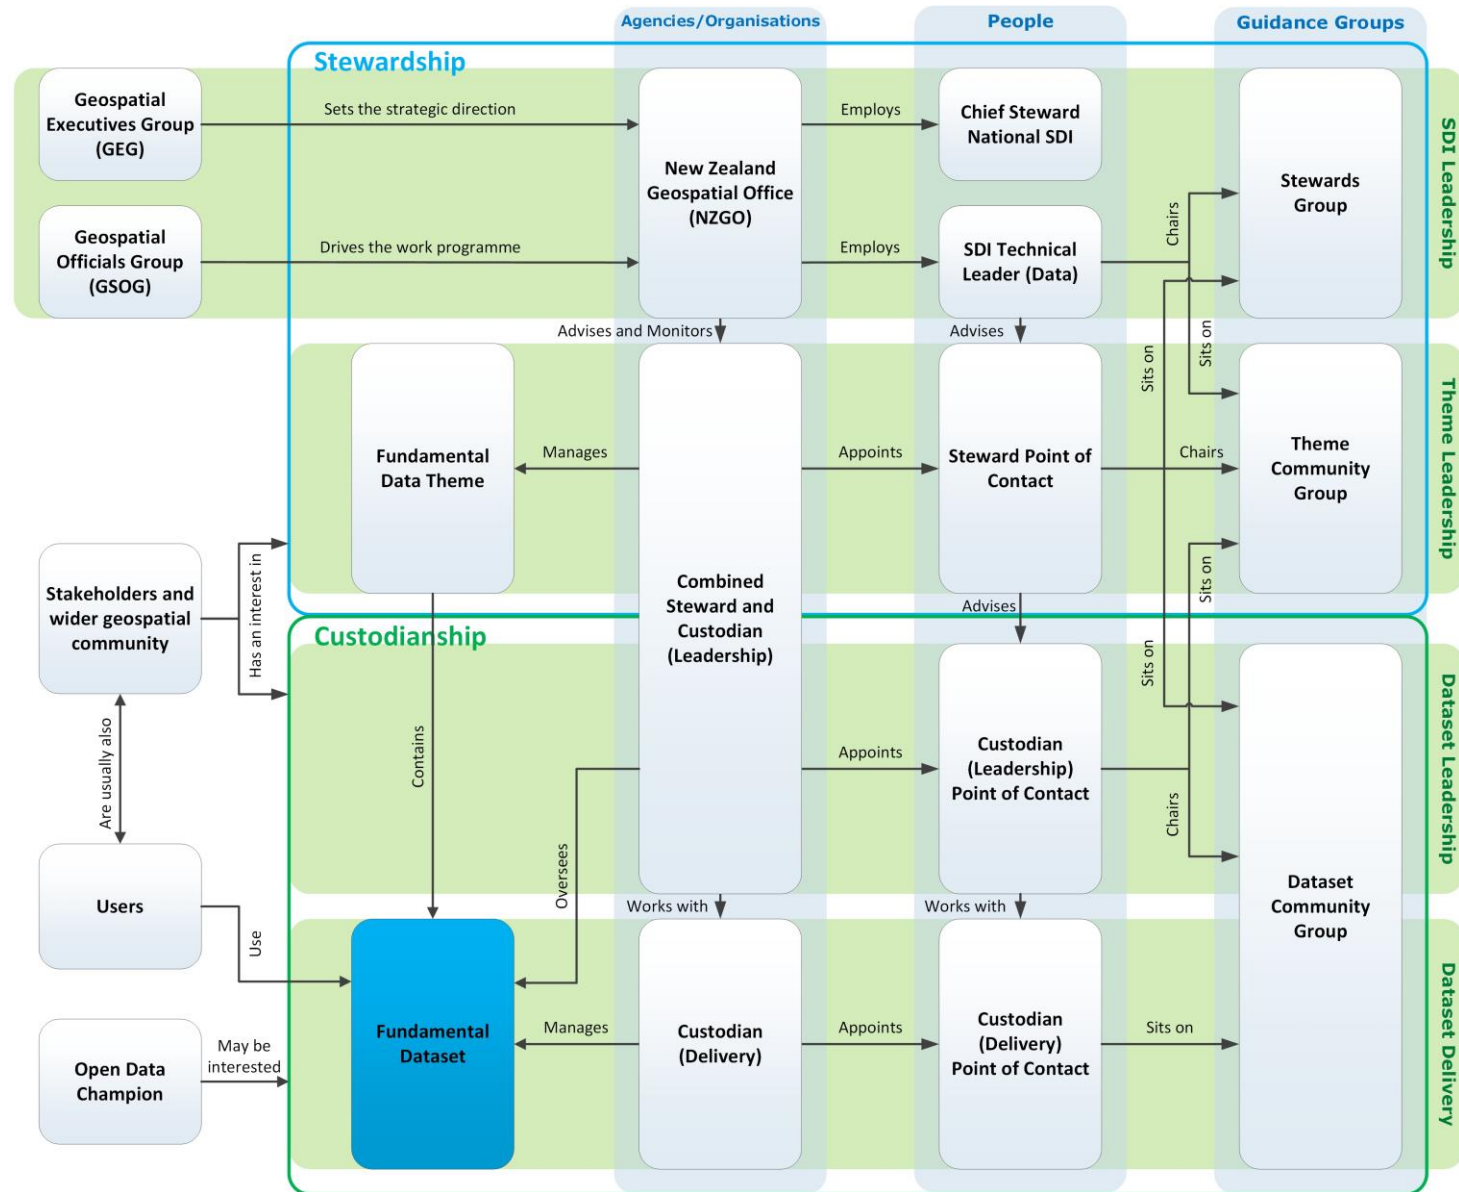 Agencies/Organisations
People
Guidance Groups
Stewardship
Geospatial
Executives Group
(GEG)
Sets the strategic direction
New Zealand
Geospatial Office
(NZGO)
Employs
Chief Steward
National SDI
Stewards
Group
SDI Leadership
Geospatial
Officials Group
(GSOG)
Drives the work programme
Employs
SDI Technical
Leader (Data)
Chairs
Sits on
Sits on
Advises and Monitors
Advises
Fundamental
Data Theme
Manages
Appoints
Steward Point of
Contact
Chairs
Theme
Community
Group
Theme Leadership
Stakeholders and
wider geospatial
community
Has an interest in
Combined
Steward and
Custodian
(Leadership)
Advises
Sits on
Sits on
Custodianship
Contains
Are usually also
Oversees
Appoints
Custodian
(Leadership)
Point of Contact
Chairs
Dataset Leadership
Users
Use
Works with
Works with
Dataset
Community
Group
Fundamental
Dataset
Manages
Custodian
(Delivery)
Appoints
Custodian
(Delivery)
Point of Contact
Sits on
Dataset Delivery
Open Data
Champion
May be
interested